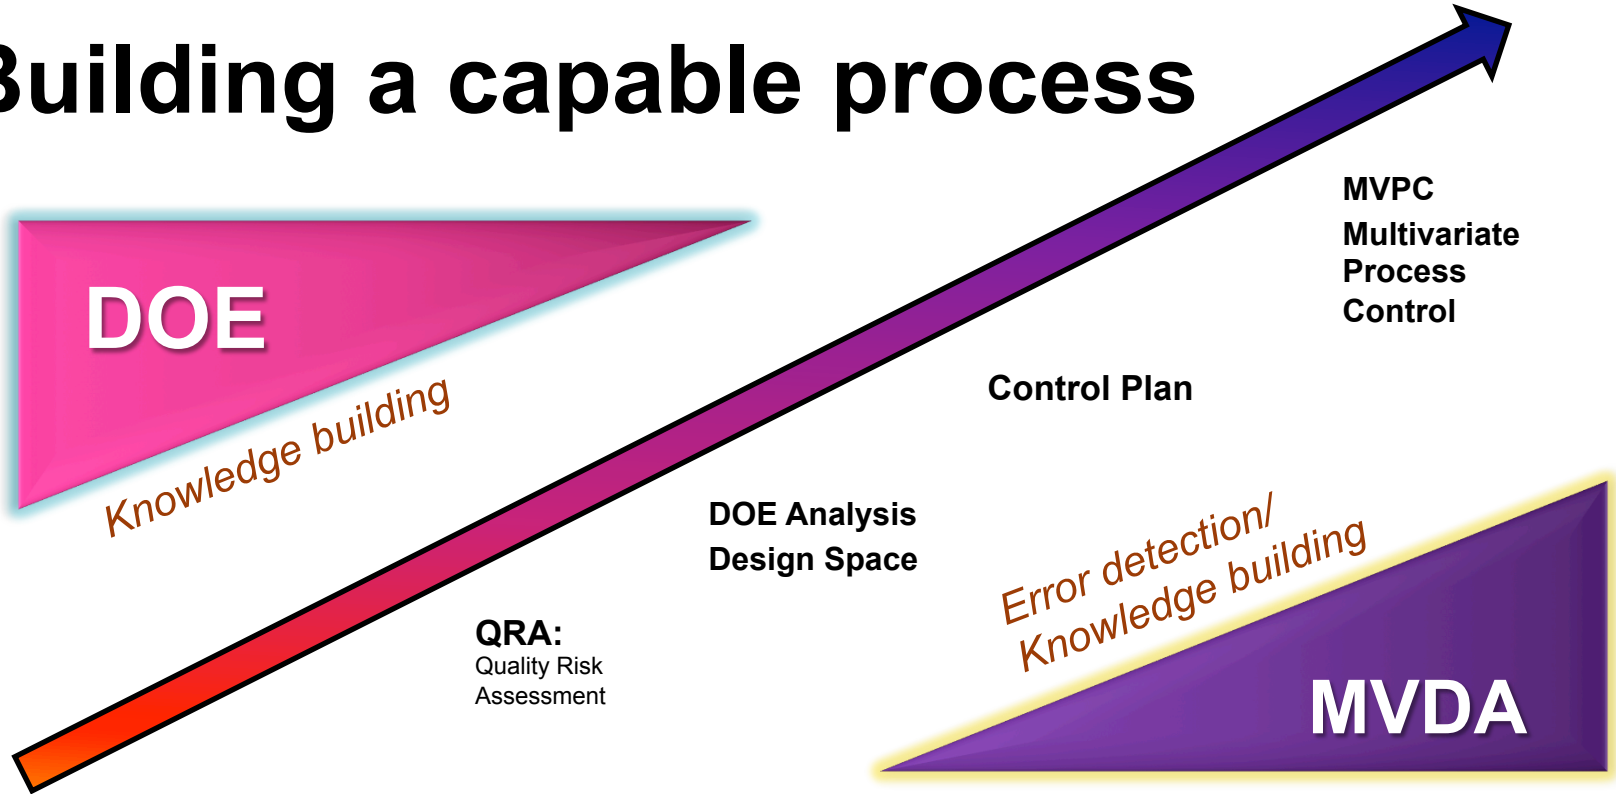 Building a capable process
DOE
Knowledge building
MVPC
Multivariate
Process
Control
Control Plan
DOE Analysis
Design Space
QRA:
Quality Risk
Assessment
Error detection/
Knowledge building
MVDA